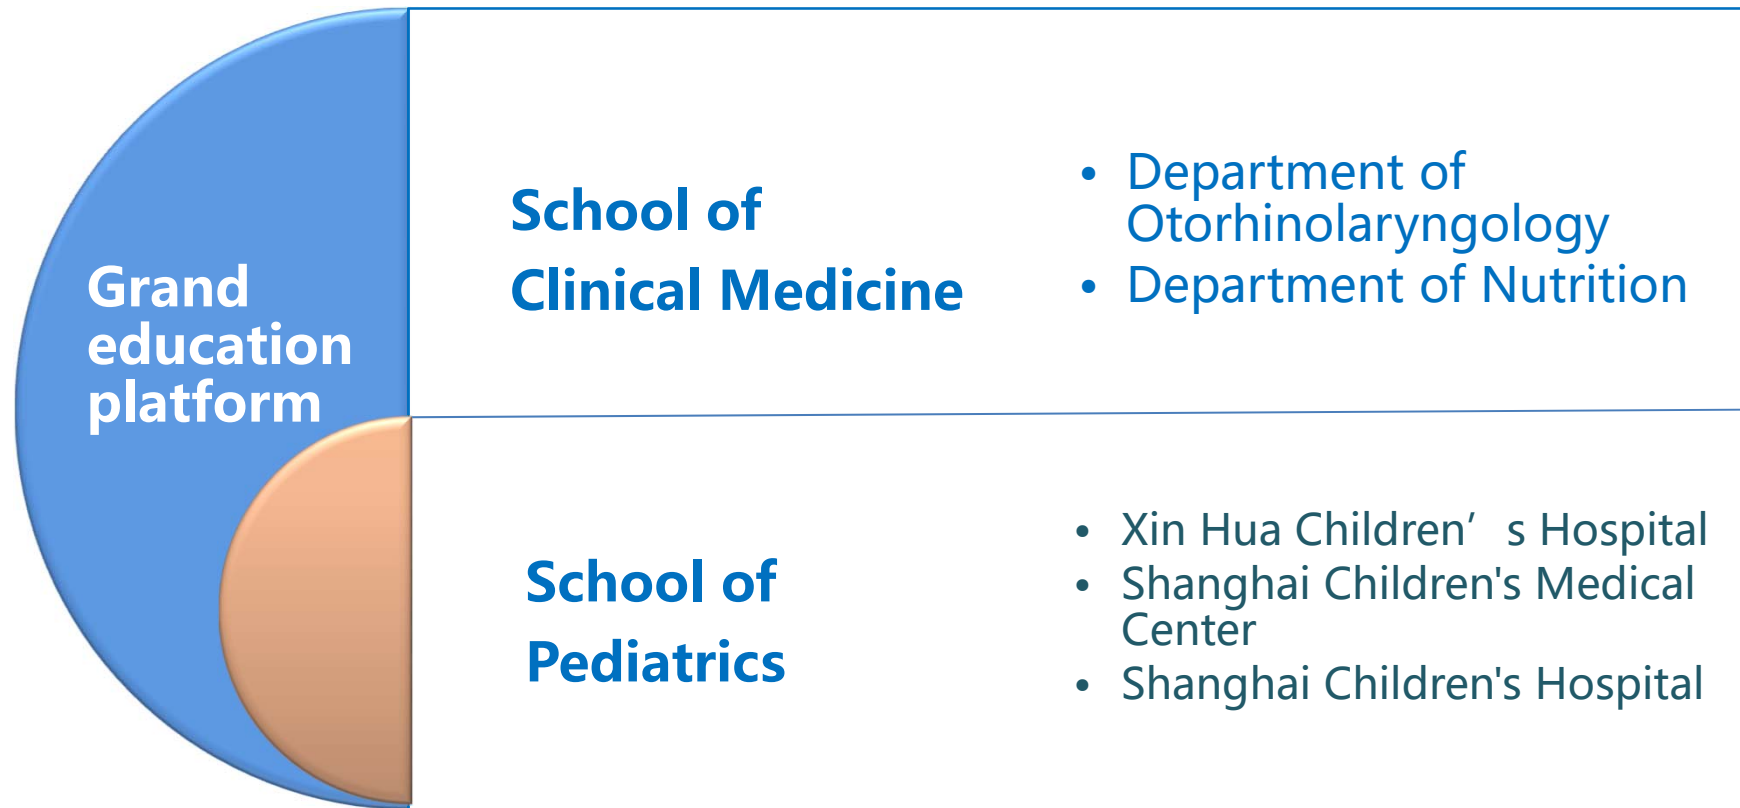 Grand
education
platform
School of
Clinical Medicine
• Department of
Otorhinolaryngology
• Department of Nutrition
School of
Pediatrics
• Xin Hua Children’ s Hospital
• Shanghai Children's Medical
Center
• Shanghai Children's Hospital